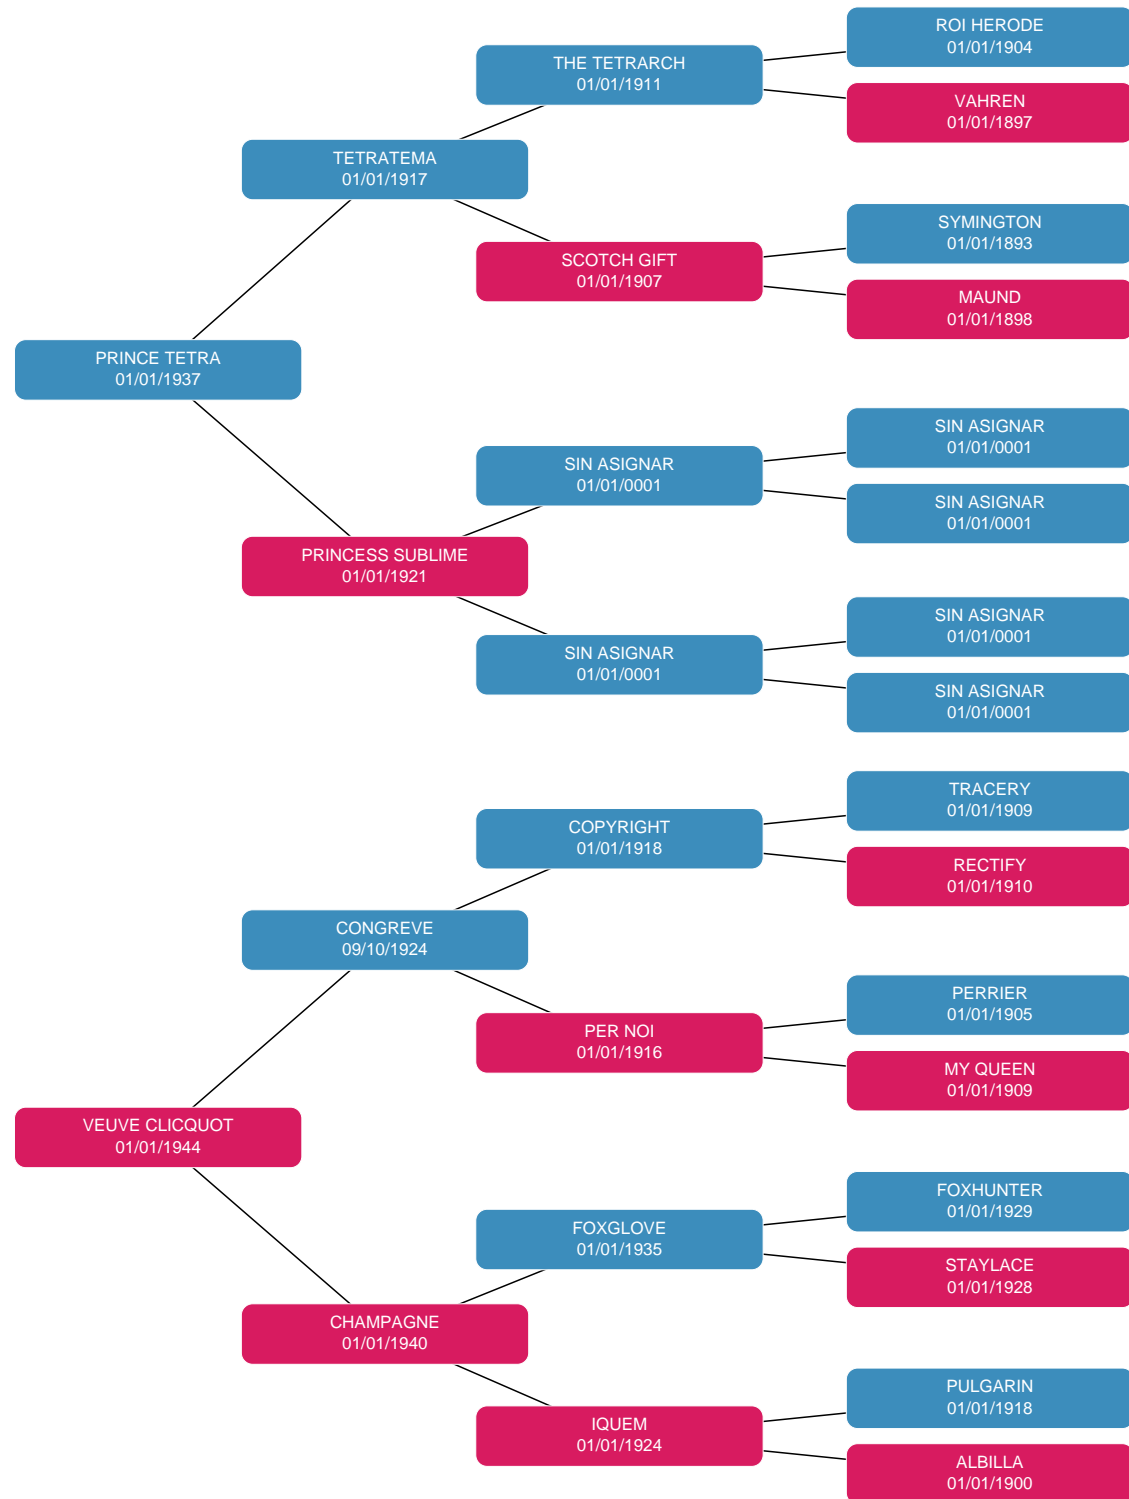 ROI HERODE
01/01/1904
THE TETRARCH
01/01/1911
VAHREN
01/01/1897
TETRATEMA
01/01/1917
SYMINGTON
01/01/1893
SCOTCH GIFT
01/01/1907
MAUND
01/01/1898
PRINCE TETRA
01/01/1937
SIN ASIGNAR
01/01/0001
SIN ASIGNAR
01/01/0001
SIN ASIGNAR
01/01/0001
PRINCESS SUBLIME
01/01/1921
SIN ASIGNAR
01/01/0001
SIN ASIGNAR
01/01/0001
SIN ASIGNAR
01/01/0001
TRACERY
01/01/1909
COPYRIGHT
01/01/1918
RECTIFY
01/01/1910
CONGREVE
09/10/1924
PERRIER
01/01/1905
PER NOI
01/01/1916
MY QUEEN
01/01/1909
VEUVE CLICQUOT
01/01/1944
FOXHUNTER
01/01/1929
FOXGLOVE
01/01/1935
STAYLACE
01/01/1928
CHAMPAGNE
01/01/1940
PULGARIN
01/01/1918
IQUEM
01/01/1924
ALBILLA
01/01/1900